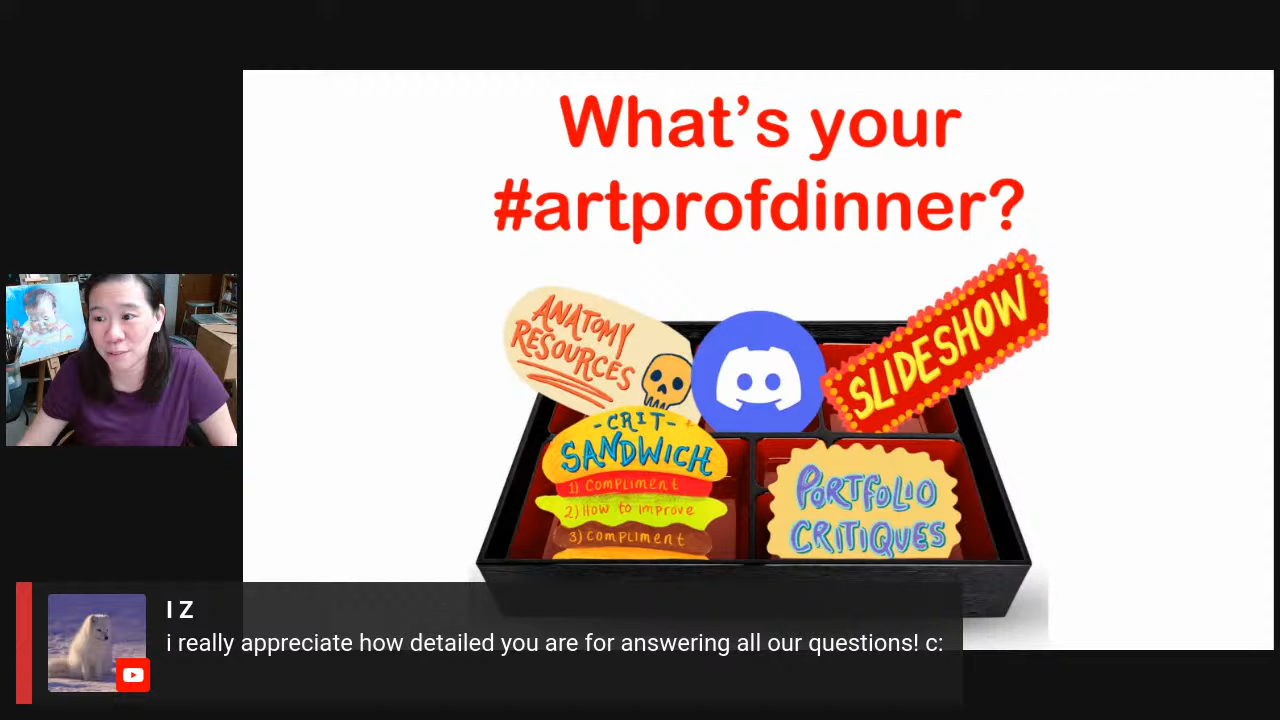 What’s your
#artprofdinner?
ANATOMY
RESOURCES
SLIDESHOW
-CRIT-
SANDWICH
1) COMPLIMENT
2) HOW to improve
3) COMPLIMENT
PORTFOLIO
CRITIQUES
I Z
i really appreciate how detailed you are for answering all our questions! c: